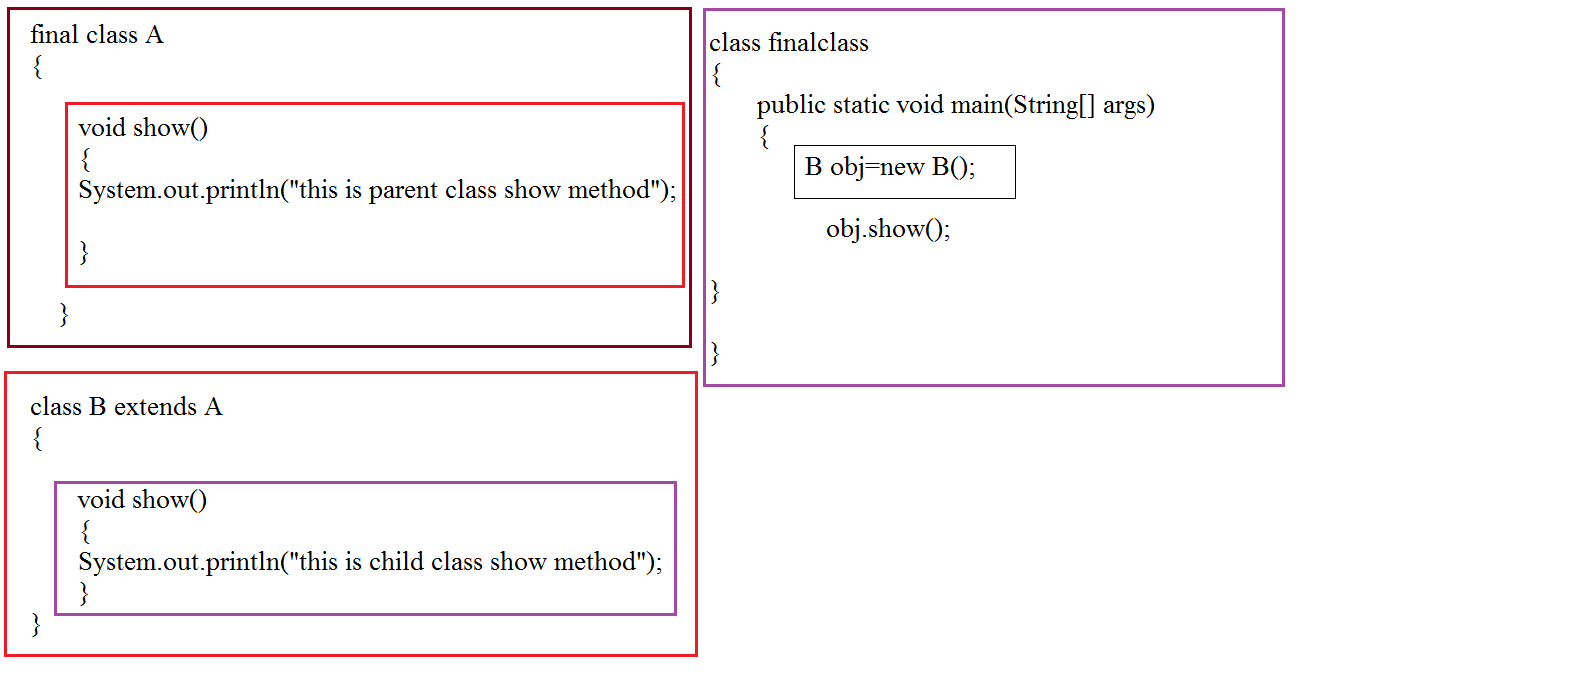 final class A
{
void show()
{
System.out.println("this is parent class show method");
}
}
class B extends A
{
void show()
{
System.out.println("this is child class show method");
}
}
class finalclass
{
public static void main(String[] args)
{
B obj=new B();
obj.show();
}
}